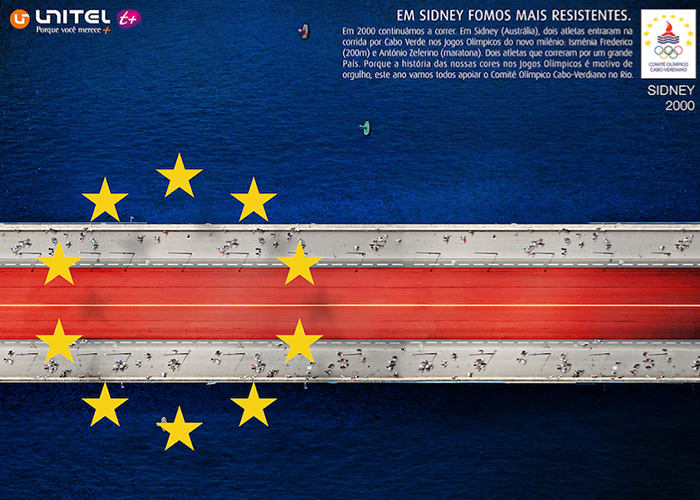 UNITEL t+
Porque você merece +
EM SIDNEY FOMOS MAIS RESISTENTES.
Em 2000 continuámos a correr. Em Sidney (Austrália), dois atletas entraram na
corrida por Cabo Verde nos Jogos Olímpicos do novo milénio: Isménia Frederico
(200m) e António Zeferino (maratona). Dois atletas que correram por um grande
País. Porque a história das nossas cores nos Jogos Olímpicos é motivo de
orgulho, este ano vamos todos apoiar o Comité Olímpico Cabo-Verdiano no Rio.
COMITÉ OLÍMPICO
CABO-VERDIANO
SIDNEY
2000